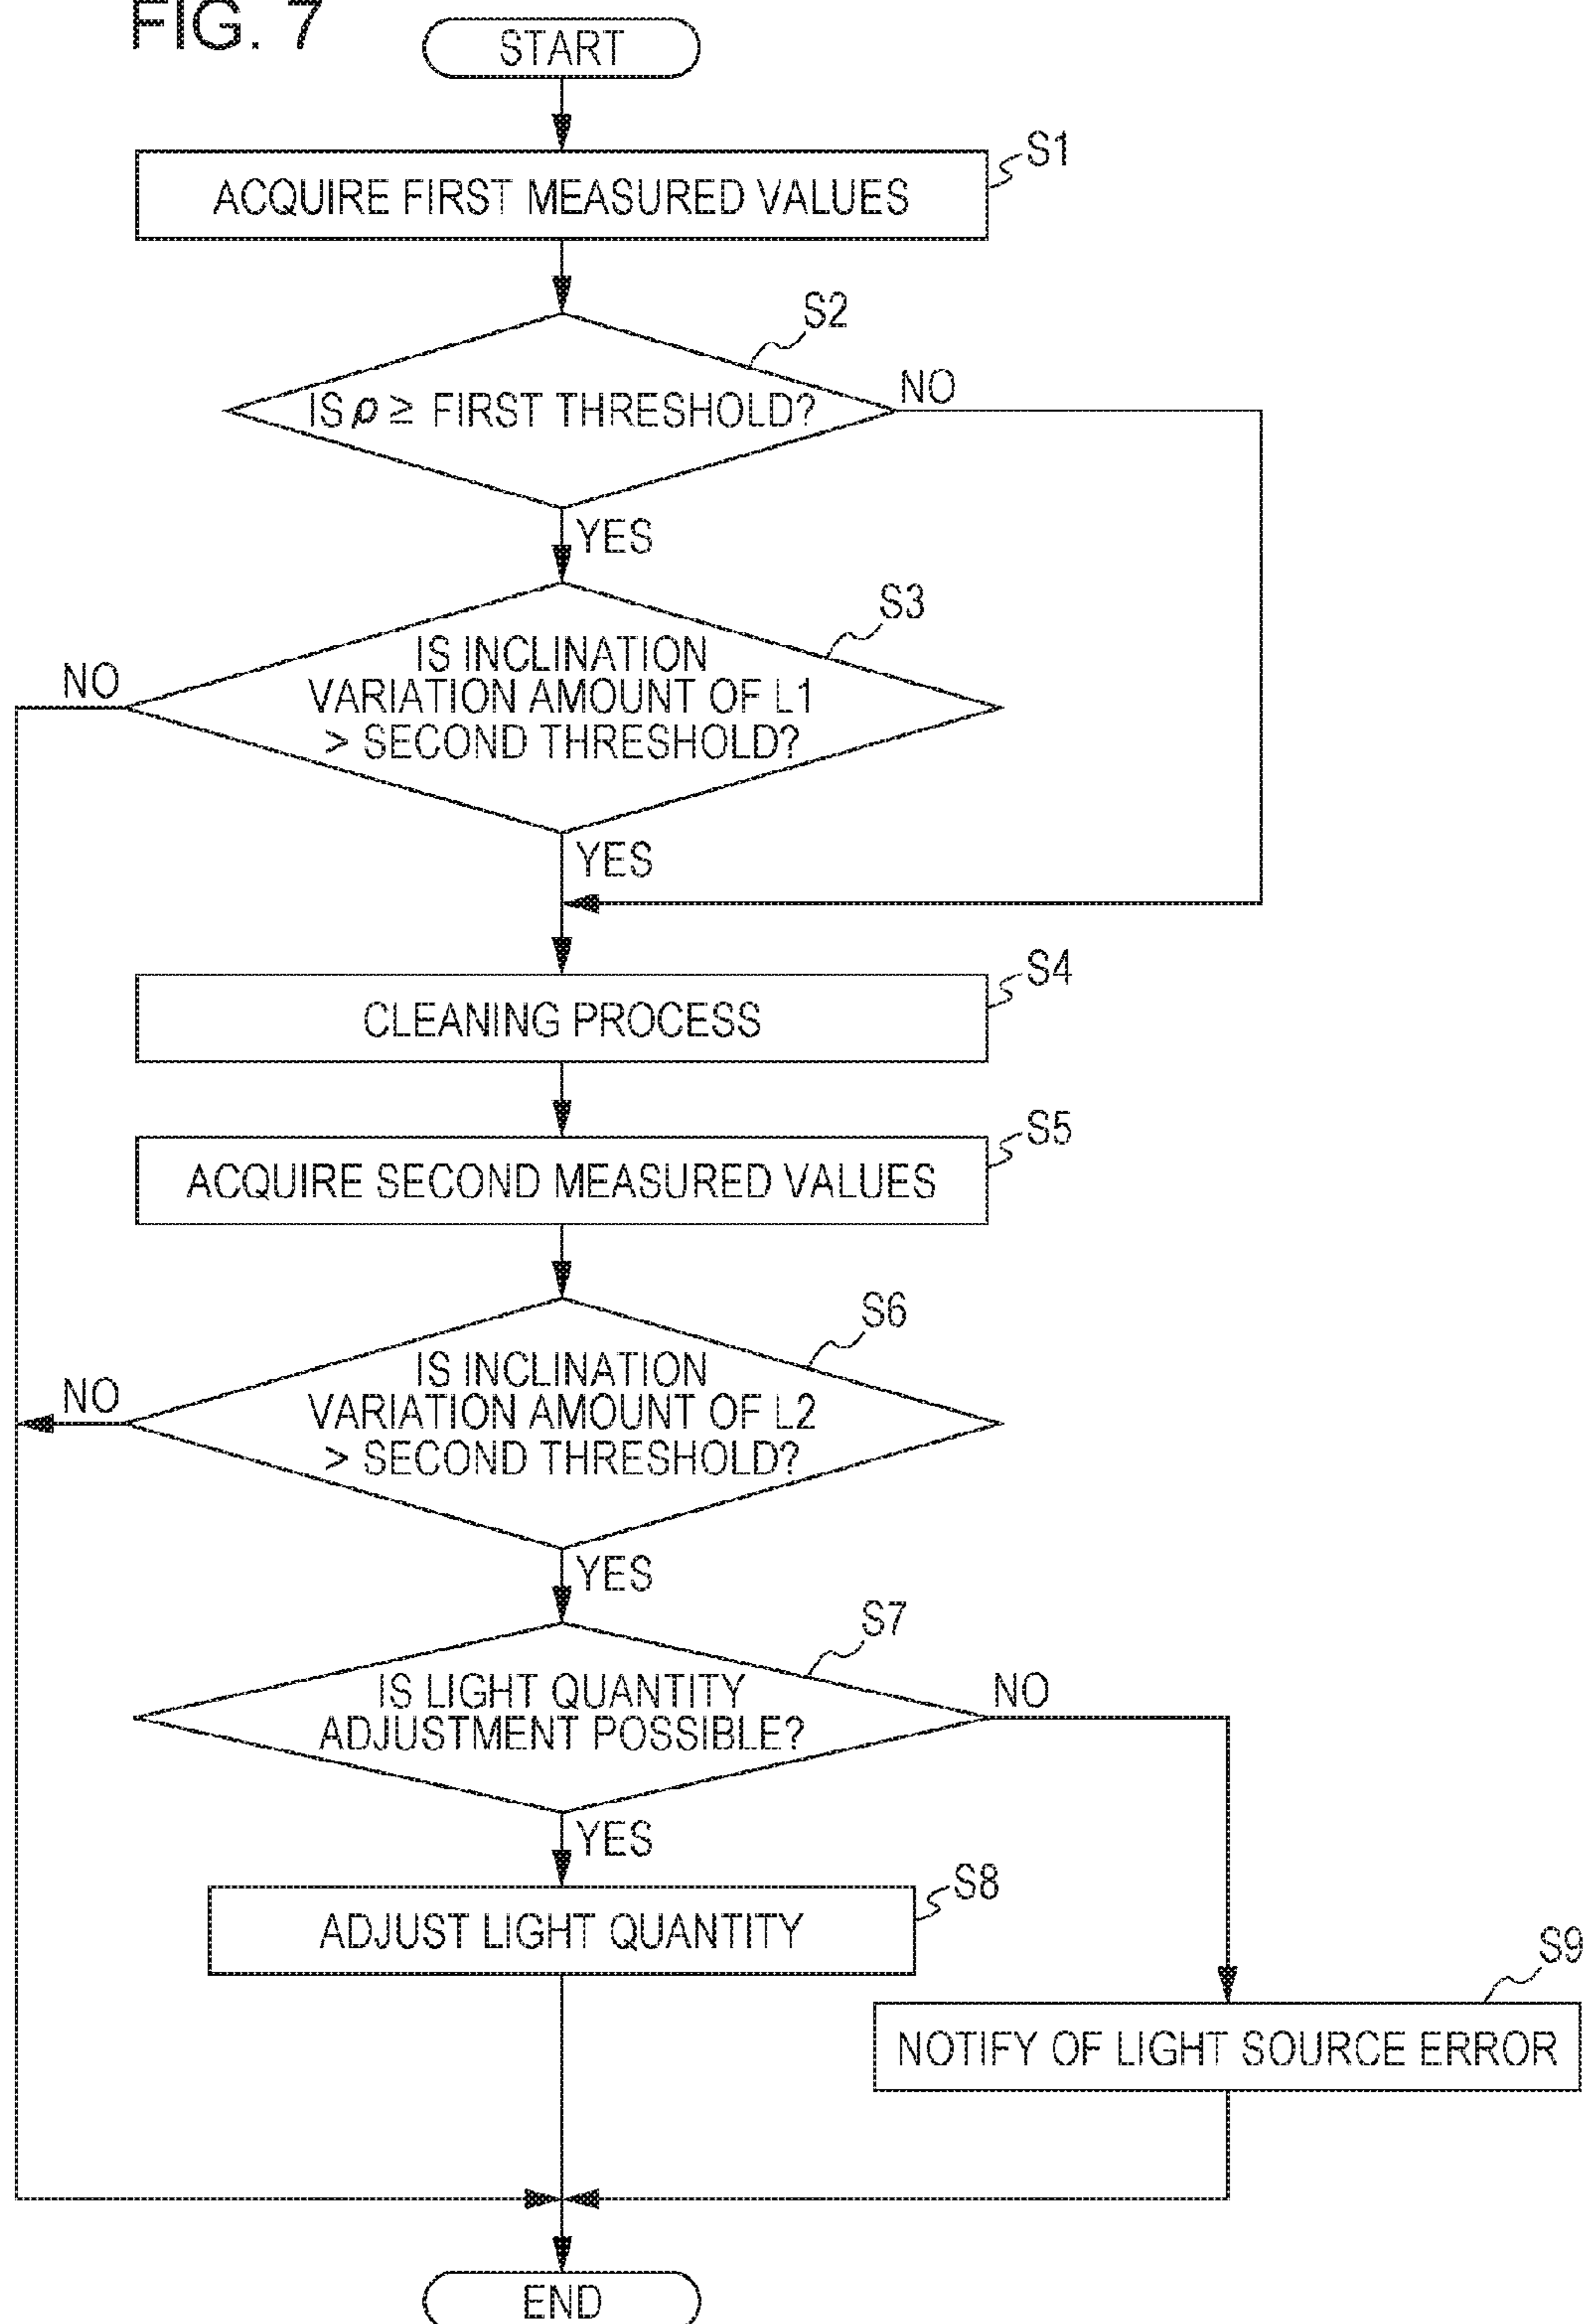 FIG. 7
START
S1
ACQUIRE FIRST MEASURED VALUES
S2
IS ρ ≥ FIRST THRESHOLD?
NO
YES
S3
IS INCLINATION
VARIATION AMOUNT OF L1
> SECOND THRESHOLD?
NO
YES
S4
CLEANING PROCESS
S5
ACQUIRE SECOND MEASURED VALUES
S6
IS INCLINATION
VARIATION AMOUNT OF L2
> SECOND THRESHOLD?
NO
YES
S7
IS LIGHT QUANTITY
ADJUSTMENT POSSIBLE?
NO
YES
S8
ADJUST LIGHT QUANTITY
S9
NOTIFY OF LIGHT SOURCE ERROR
END